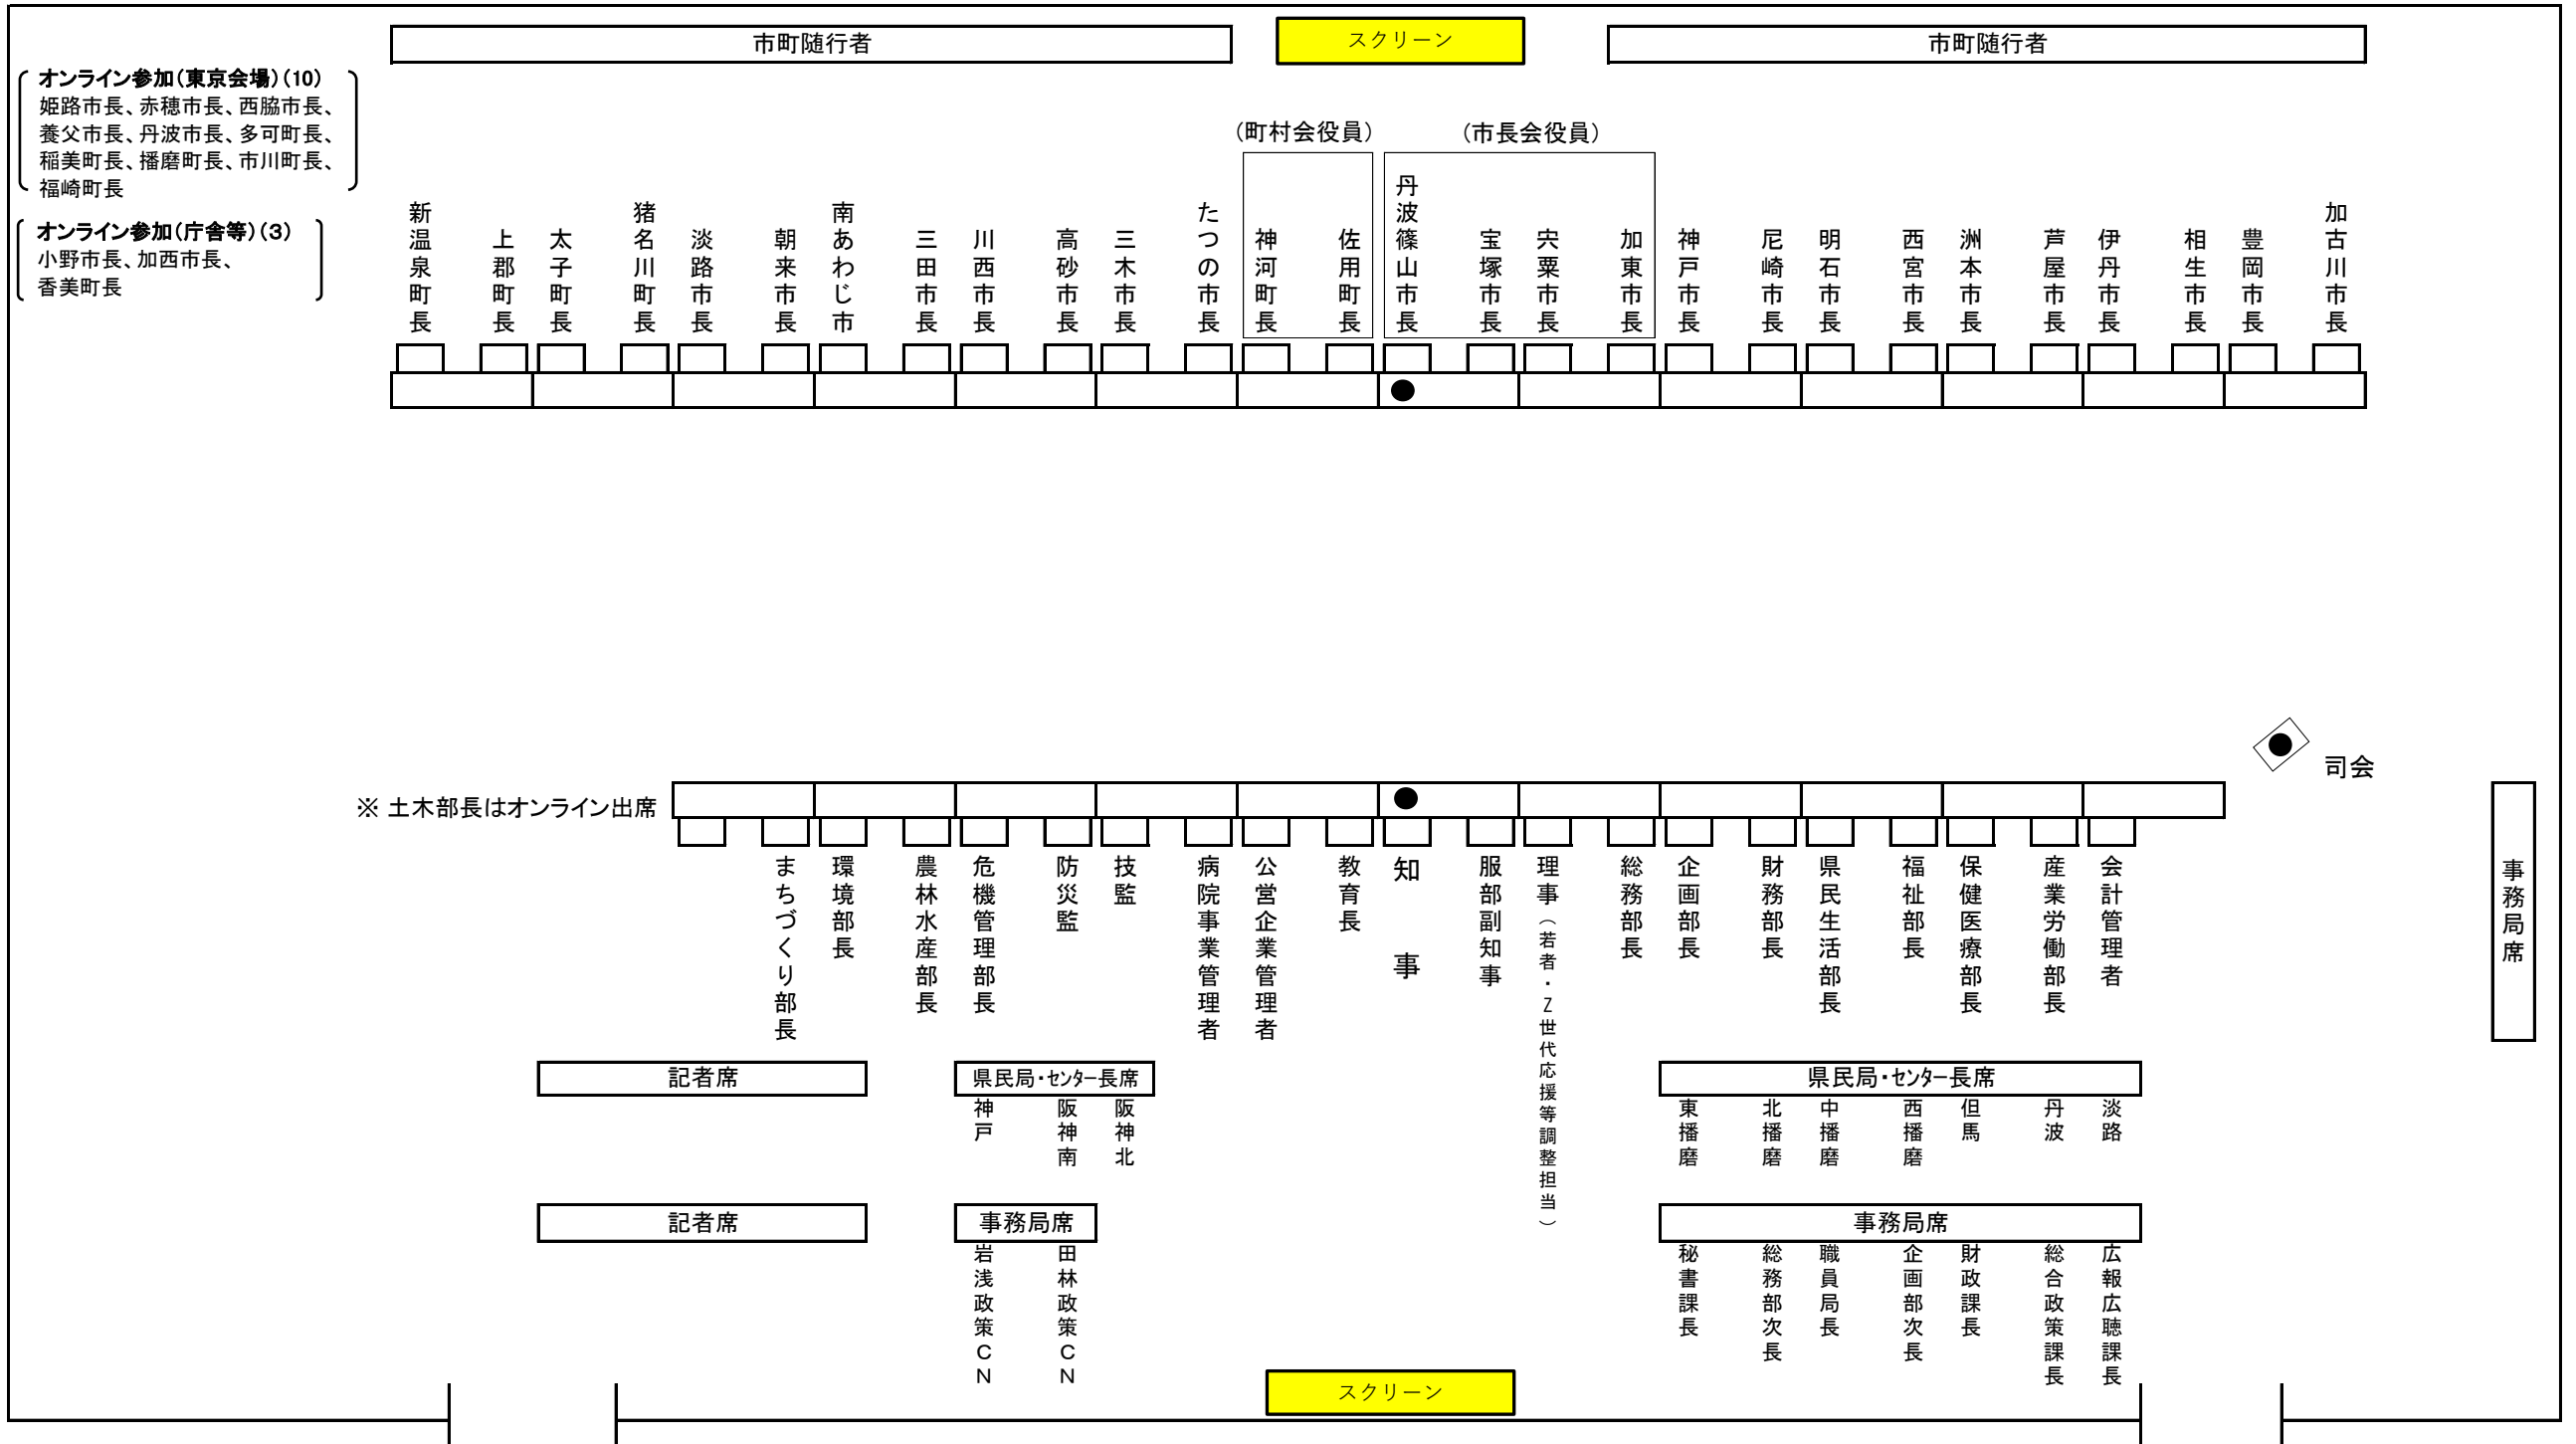 市町随行者
スクリーン
市町随行者
オンライン参加(東京会場)(10)
姫路市長、赤穂市長、西脇市長、
養父市長、丹波市長、多可町長、
稲美町長、播磨町長、市川町長、
福崎町長
オンライン参加(庁舎等)(3)
小野市長、加西市長、
香美町長
(町村会役員)
(市長会役員)
新温泉町長
上郡町長
太子町長
猪名川町長
淡路市長
朝来市長
南あわじ市
三田市長
川西市長
高砂市長
三木市長
たつの市長
神河町長
佐用町長
丹波篠山市長
宝塚市長
宍粟市長
加東市長
神戸市長
尼崎市長
明石市長
西宮市長
洲本市長
芦屋市長
伊丹市長
相生市長
豊岡市長
加古川市長
司会
※ 土木部長はオンライン出席
まちづくり部長
環境部長
農林水産部長
危機管理部長
防災監
技監
病院事業管理者
公営企業管理者
教育長
知事
服部副知事
理事(若者・Z世代応援等調整担当)
総務部長
企画部長
財務部長
県民生活部長
福祉部長
保健医療部長
産業労働部長
会計管理者
事務局席
記者席
県民局・センター長席
神戸
阪神南
阪神北
県民局・センター長席
東播磨
北播磨
中播磨
西播磨
但馬
丹波
淡路
記者席
事務局席
岩浅政策CN
田林政策CN
事務局席
秘書課長
総務部次長
職員局長
企画部次長
財政課長
総合政策課長
広報広聴課長
スクリーン